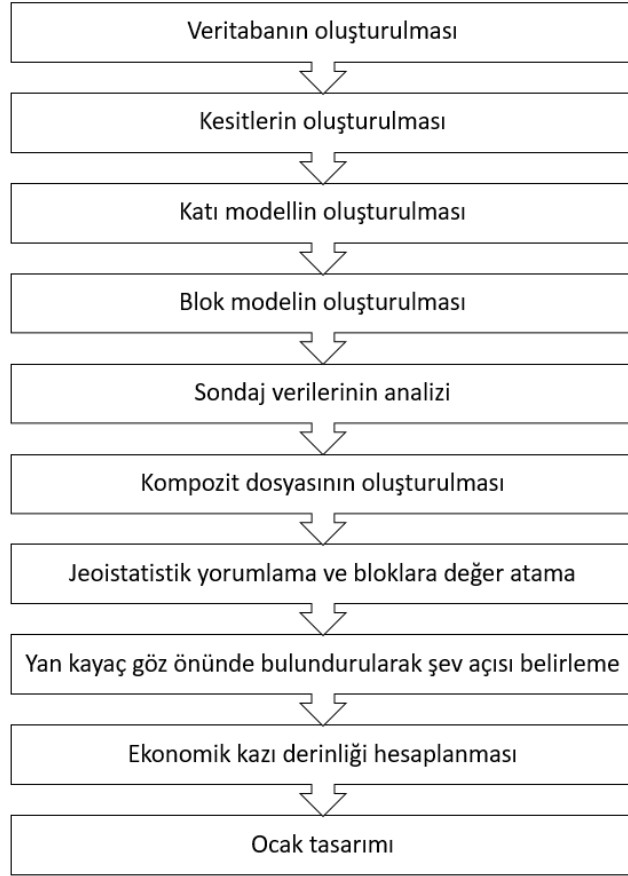 Veritabanın oluşturulması
Kesitlerin oluşturulması
Katı modellin oluşturulması
Blok modelin oluşturulması
Sondaj verilerinin analizi
Kompozit dosyasının oluşturulması
Jeoistatistik yorumlama ve bloklara değer atama
Yan kayaç göz önünde bulundurularak şev açısı belirleme
Ekonomik kazı derinliği hesaplanması
Ocak tasarımı